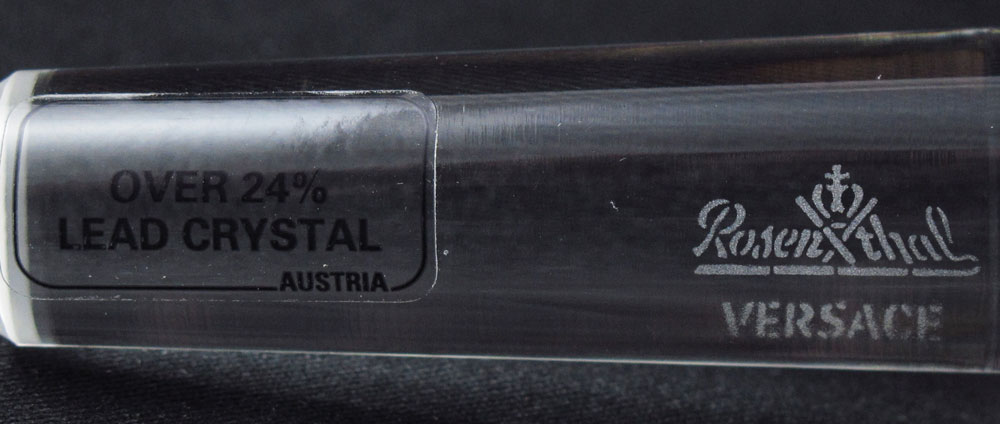 OVER 24%
LEAD CRYSTAL
AUSTRIA
Rosenthal
VERSACE